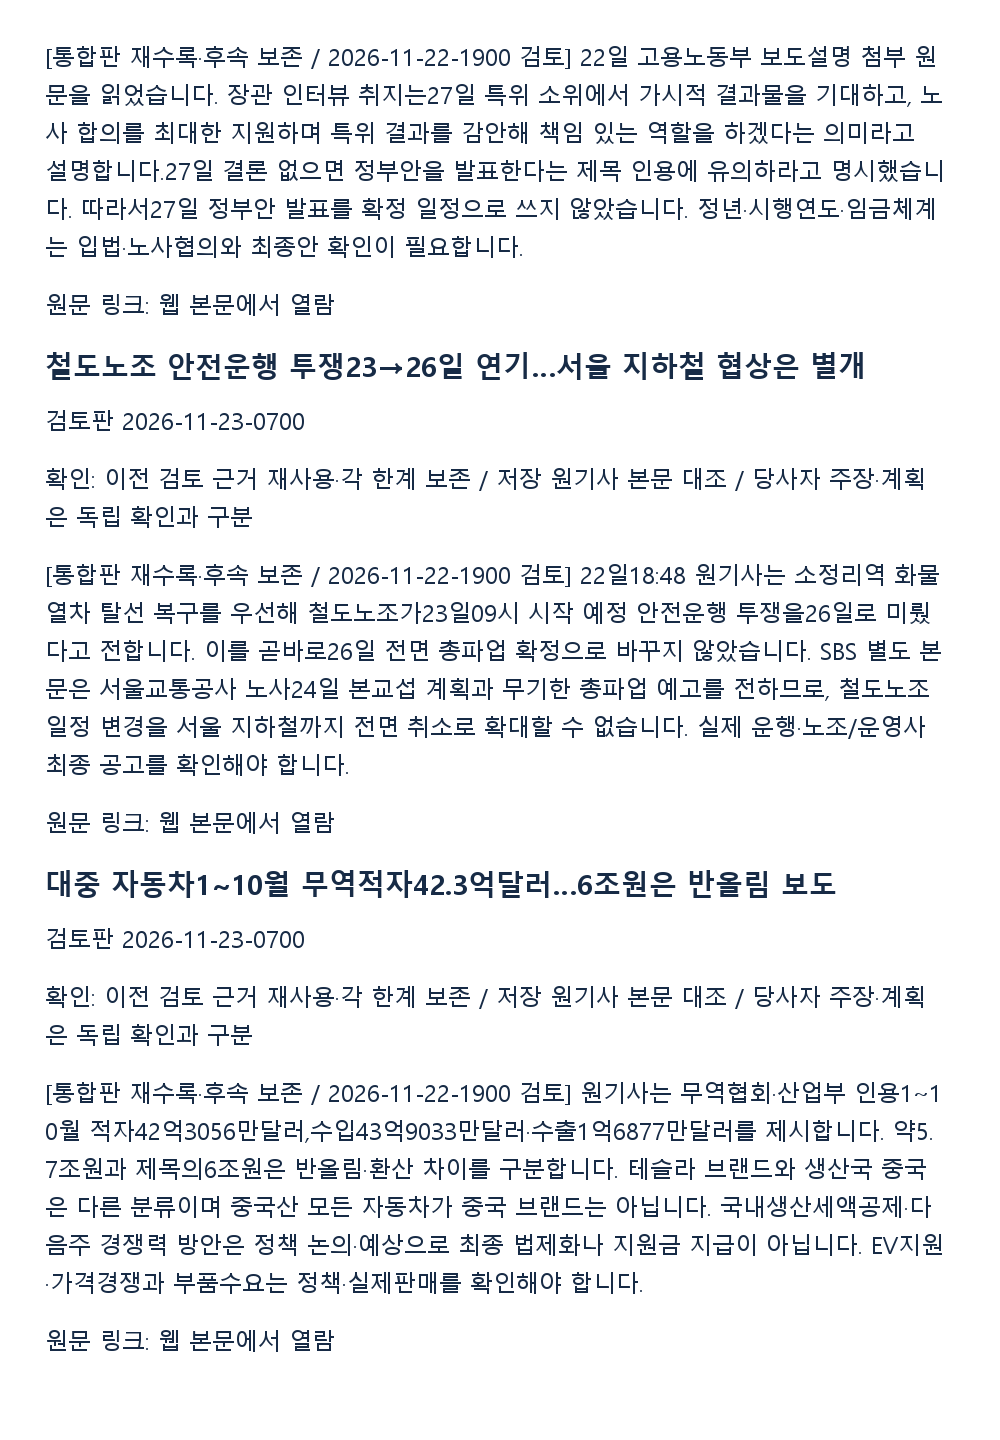 [통합판 재수록·후속 보존 / 2026-11-22-1900 검토] 22일 고용노동부 보도설명 첨부 원
문을 읽었습니다. 장관 인터뷰 취지는27일 특위 소위에서 가시적 결과물을 기대하고, 노
사 합의를 최대한 지원하며 특위 결과를 감안해 책임 있는 역할을 하겠다는 의미라고
설명합니다.27일 결론 없으면 정부안을 발표한다는 제목 인용에 유의하라고 명시했습니
다. 따라서27일 정부안 발표를 확정 일정으로 쓰지 않았습니다. 정년·시행연도·임금체계
는 입법·노사협의와 최종안 확인이 필요합니다.
원문 링크: 웹 본문에서 열람
철도노조 안전운행 투쟁23→26일 연기…서울 지하철 협상은 별개
검토판 2026-11-23-0700
확인: 이전 검토 근거 재사용·각 한계 보존 / 저장 원기사 본문 대조 / 당사자 주장·계획
은 독립 확인과 구분
[통합판 재수록·후속 보존 / 2026-11-22-1900 검토] 22일18:48 원기사는 소정리역 화물
열차 탈선 복구를 우선해 철도노조가23일09시 시작 예정 안전운행 투쟁을26일로 미뤘
다고 전합니다. 이를 곧바로26일 전면 총파업 확정으로 바꾸지 않았습니다. SBS 별도 본
문은 서울교통공사 노사24일 본교섭 계획과 무기한 총파업 예고를 전하므로, 철도노조
일정 변경을 서울 지하철까지 전면 취소로 확대할 수 없습니다. 실제 운행·노조/운영사
최종 공고를 확인해야 합니다.
원문 링크: 웹 본문에서 열람
대중 자동차1~10월 무역적자42.3억달러…6조원은 반올림 보도
검토판 2026-11-23-0700
확인: 이전 검토 근거 재사용·각 한계 보존 / 저장 원기사 본문 대조 / 당사자 주장·계획
은 독립 확인과 구분
[통합판 재수록·후속 보존 / 2026-11-22-1900 검토] 원기사는 무역협회·산업부 인용1~1
0월 적자42억3056만달러,수입43억9033만달러·수출1억6877만달러를 제시합니다. 약5.
7조원과 제목의6조원은 반올림·환산 차이를 구분합니다. 테슬라 브랜드와 생산국 중국
은 다른 분류이며 중국산 모든 자동차가 중국 브랜드는 아닙니다. 국내생산세액공제·다
음주 경쟁력 방안은 정책 논의·예상으로 최종 법제화나 지원금 지급이 아닙니다. EV지원
·가격경쟁과 부품수요는 정책·실제판매를 확인해야 합니다.
원문 링크: 웹 본문에서 열람